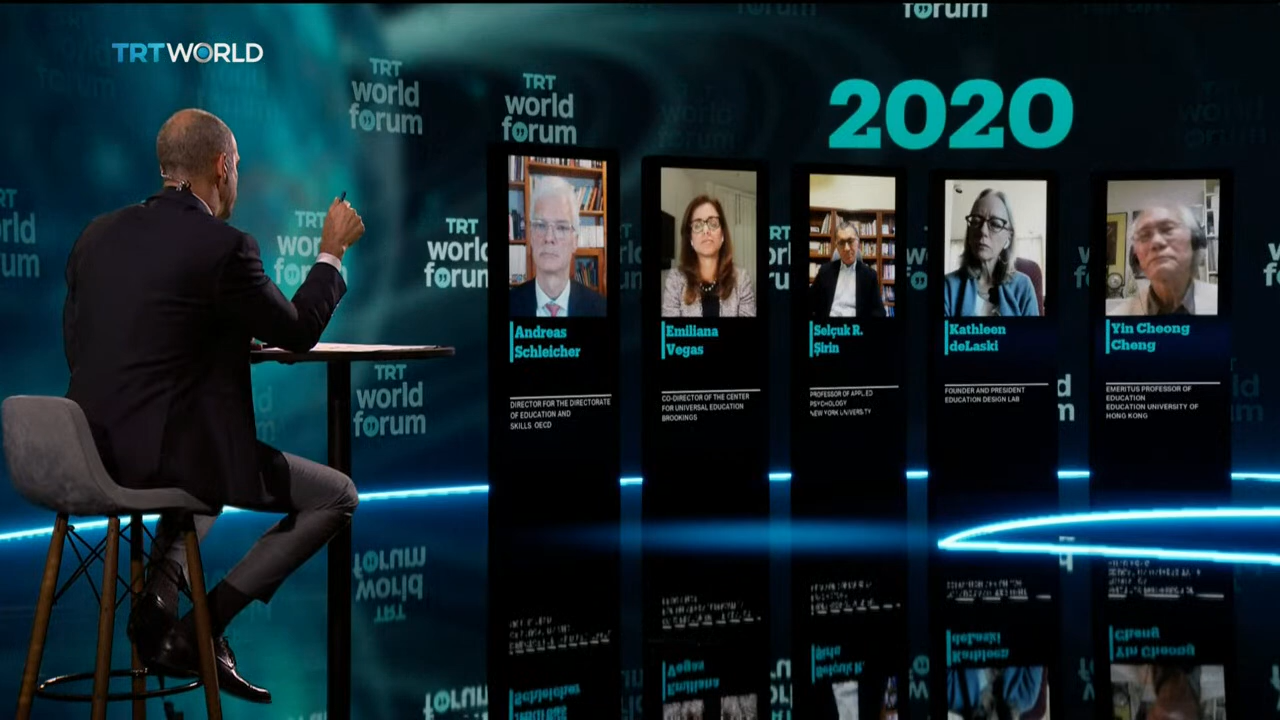 TRT WORLD
forum
2020
TRT
world
forum
TRT
world
forum
TRT
world
forum
TRT
world
forum
TRT
world
forum
Andreas
Schleicher
DIRECTOR FOR THE DIRECTORATE
OF EDUCATION AND
SKILLS. OECD
Emiliana
Vegas
CO-DIRECTOR OF THE CENTER
FOR UNIVERSAL EDUCATION
BROOKINGS
Selçuk R.
Şirin
PROFESSOR OF APPLIED
PSYCHOLOGY
NEW YORK UNIVERSITY
Kathleen
deLaski
FOUNDER AND PRESIDENT
EDUCATION DESIGN LAB
Yin Cheong
Cheng
EMERITUS PROFESSOR OF
EDUCATION
EDUCATION UNIVERSITY OF
HONG KONG